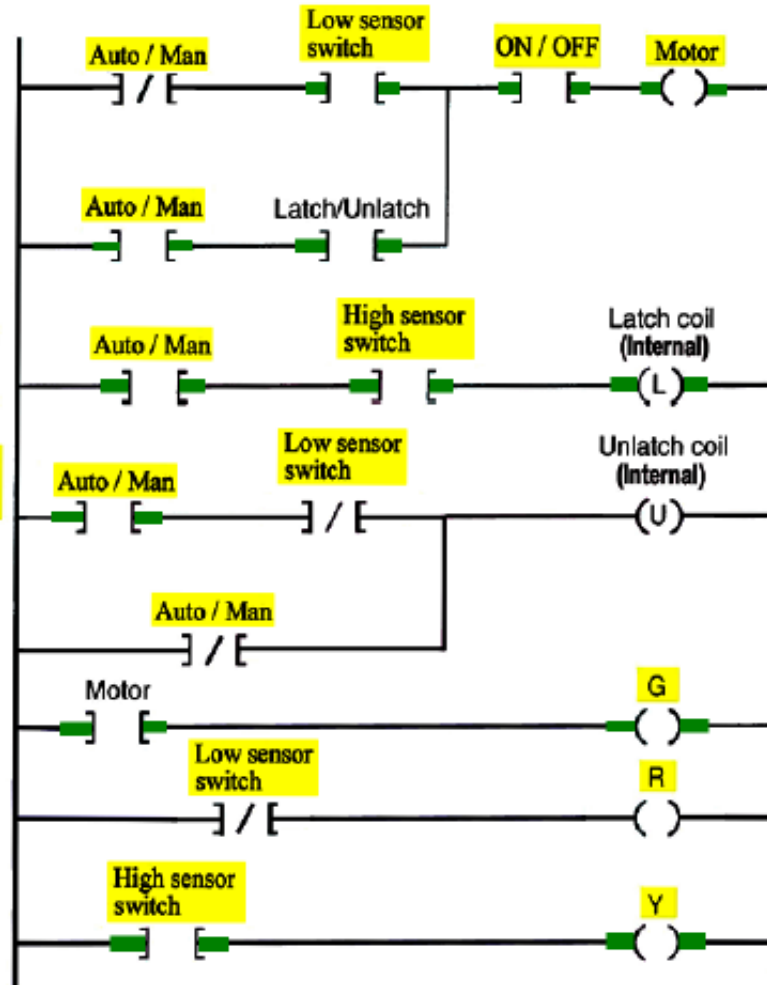 Low sensor
switch
Auto / Man
ON / OFF
Motor
Auto / Man
Latch/Unlatch
High sensor
switch
Latch coil
(Internal)
Auto / Man
L
Low sensor
switch
Unlatch coil
(Internal)
Auto / Man
U
Auto / Man
Motor
G
Low sensor
switch
R
High sensor
switch
Y